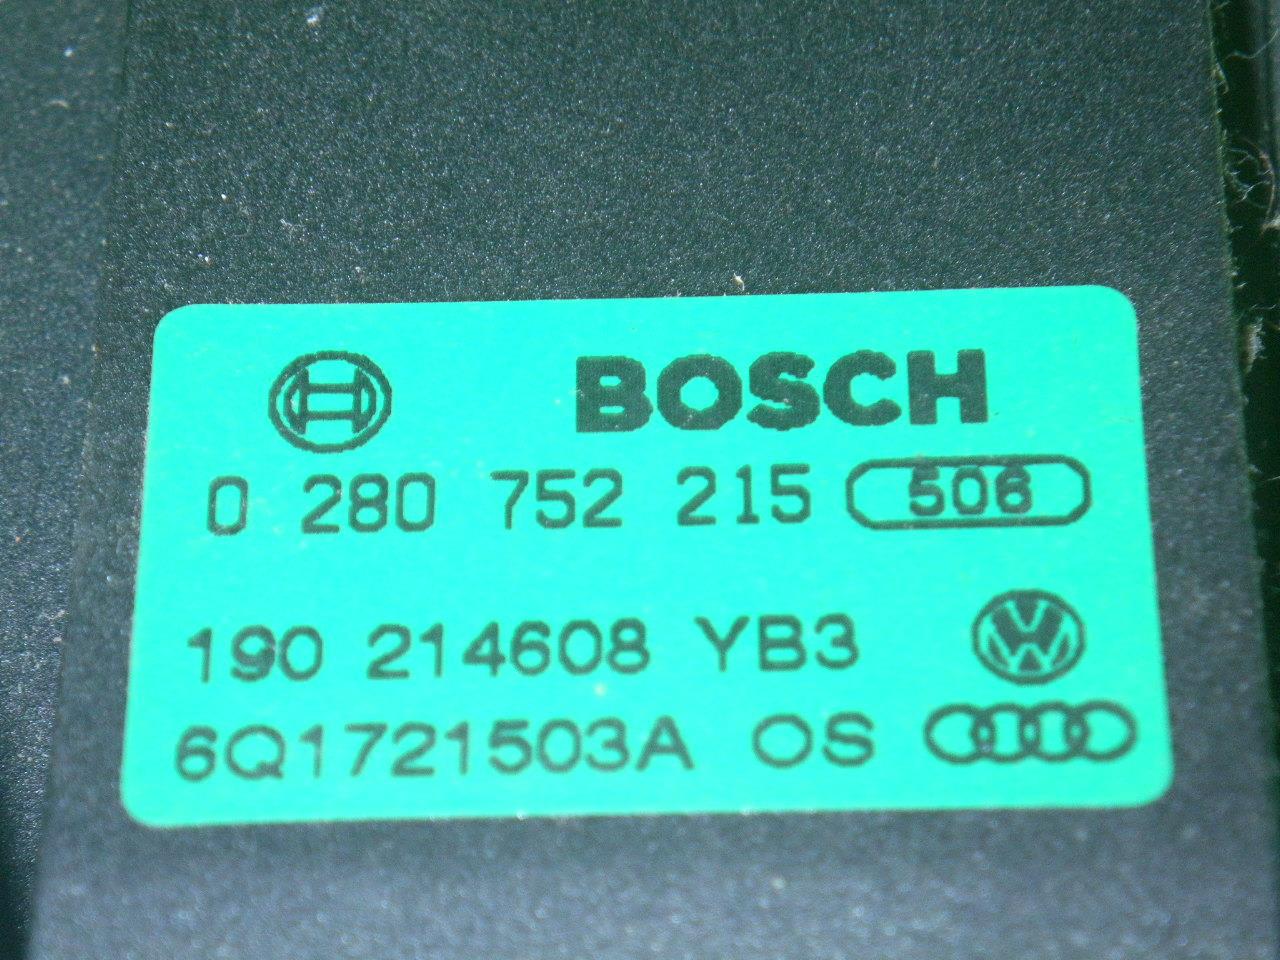 BOSCH
0 280 752 215 506
190 214608 YB3
6Q1721503A OS